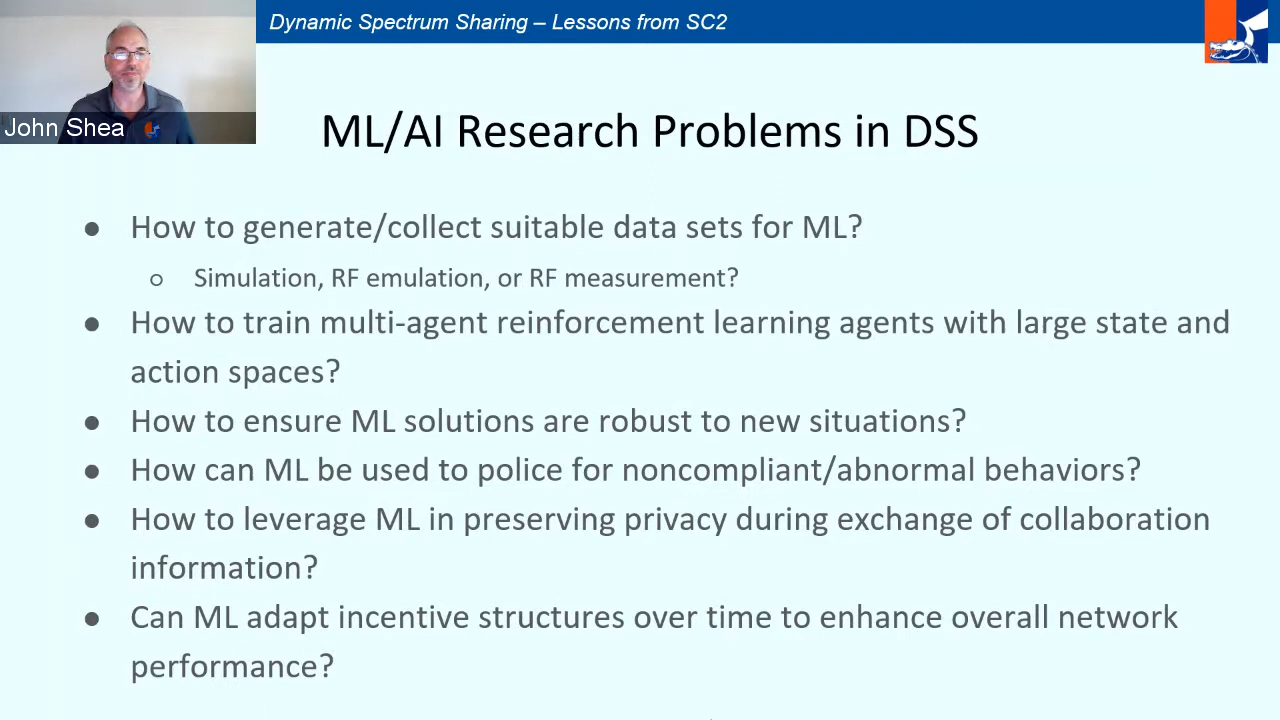 Dynamic Spectrum Sharing – Lessons from SC2
John Shea
ML/AI Research Problems in DSS
● How to generate/collect suitable data sets for ML?
○ Simulation, RF emulation, or RF measurement?
● How to train multi-agent reinforcement learning agents with large state and
action spaces?
● How to ensure ML solutions are robust to new situations?
● How can ML be used to police for noncompliant/abnormal behaviors?
● How to leverage ML in preserving privacy during exchange of collaboration
information?
● Can ML adapt incentive structures over time to enhance overall network
performance?